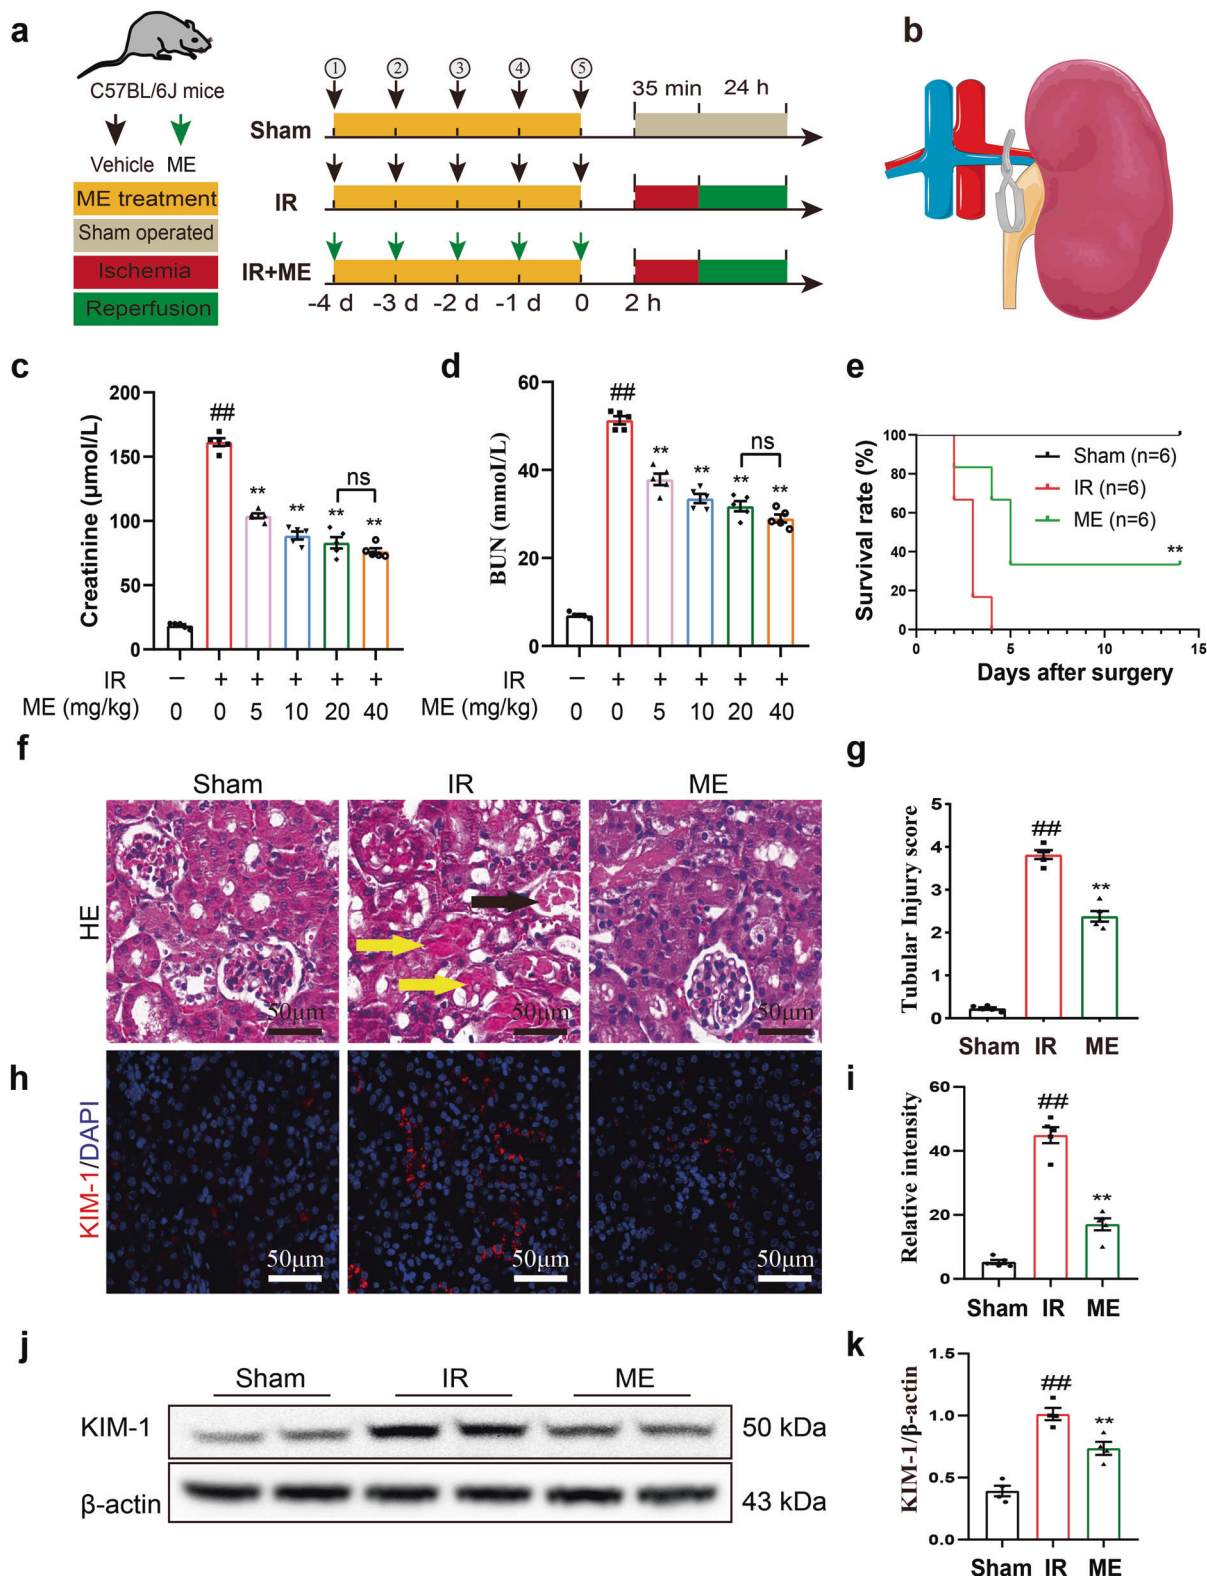 a
C57BL/6J mice
Vehicle ME
ME treatment
Sham operated
Ischemia
Reperfusion
① ② ③ ④ ⑤
35 min 24 h
Sham
IR
IR+ME
-4 d -3 d -2 d -1 d 0 2 h
b
c
Creatinine (μmol/L)
200
150
100
50
0
##
** ** ** **
ns
IR − + + + + +
ME (mg/kg) 0 0 5 10 20 40
d
BUN (mmol/L)
60
40
20
0
##
** ** ** **
ns
IR − + + + + +
ME (mg/kg) 0 0 5 10 20 40
e
Survival rate (%)
100
80
60
40
20
0
Sham (n=6)
IR (n=6)
ME (n=6)
**
0 5 10 15
Days after surgery
f
Sham IR ME
HE
50μm 50μm 50μm
g
Tubular Injury score
5
4
3
2
1
0
##
**
Sham IR ME
h
KIM-1/DAPI
50μm 50μm 50μm
i
Relative intensity
60
40
20
0
##
**
Sham IR ME
j
Sham IR ME
KIM-1 50 kDa
β-actin 43 kDa
k
KIM-1/β-actin
1.5
1.0
0.5
0.0
##
**
Sham IR ME